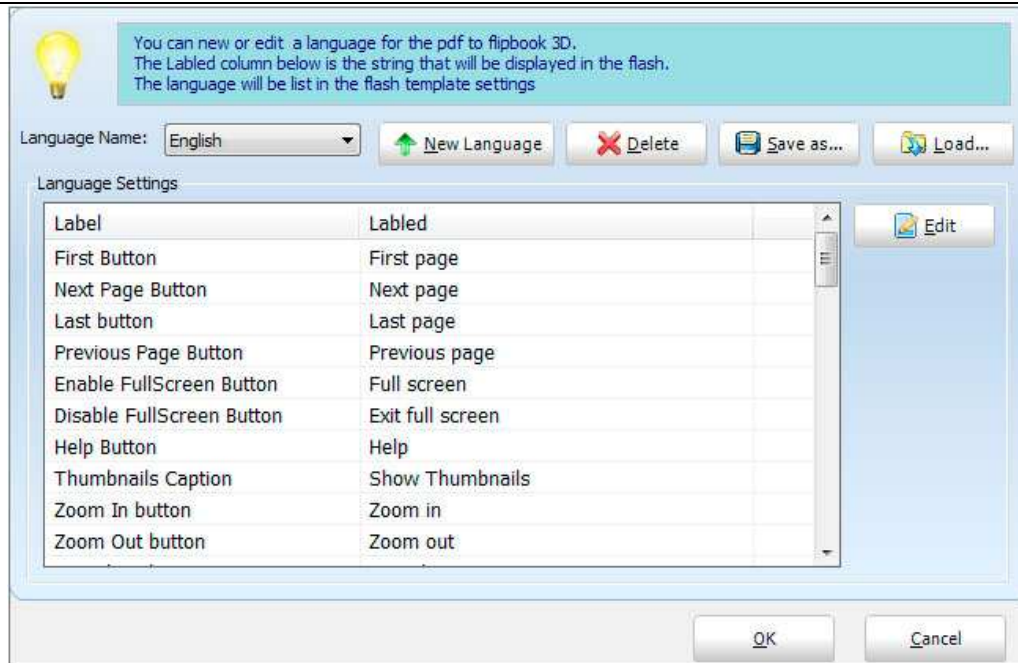 You can new or edit a language for the pdf to flipbook 3D.
The Labled column below is the string that will be displayed in the flash.
The language will be list in the flash template settings
Language Name: English New Language Delete Save as... Load...
Language Settings
Label Labled
Edit
First Button First page
Next Page Button Next page
Last button Last page
Previous Page Button Previous page
Enable FullScreen Button Full screen
Disable FullScreen Button Exit full screen
Help Button Help
Thumbnails Caption Show Thumbnails
Zoom In button Zoom in
Zoom Out button Zoom out
OK Cancel